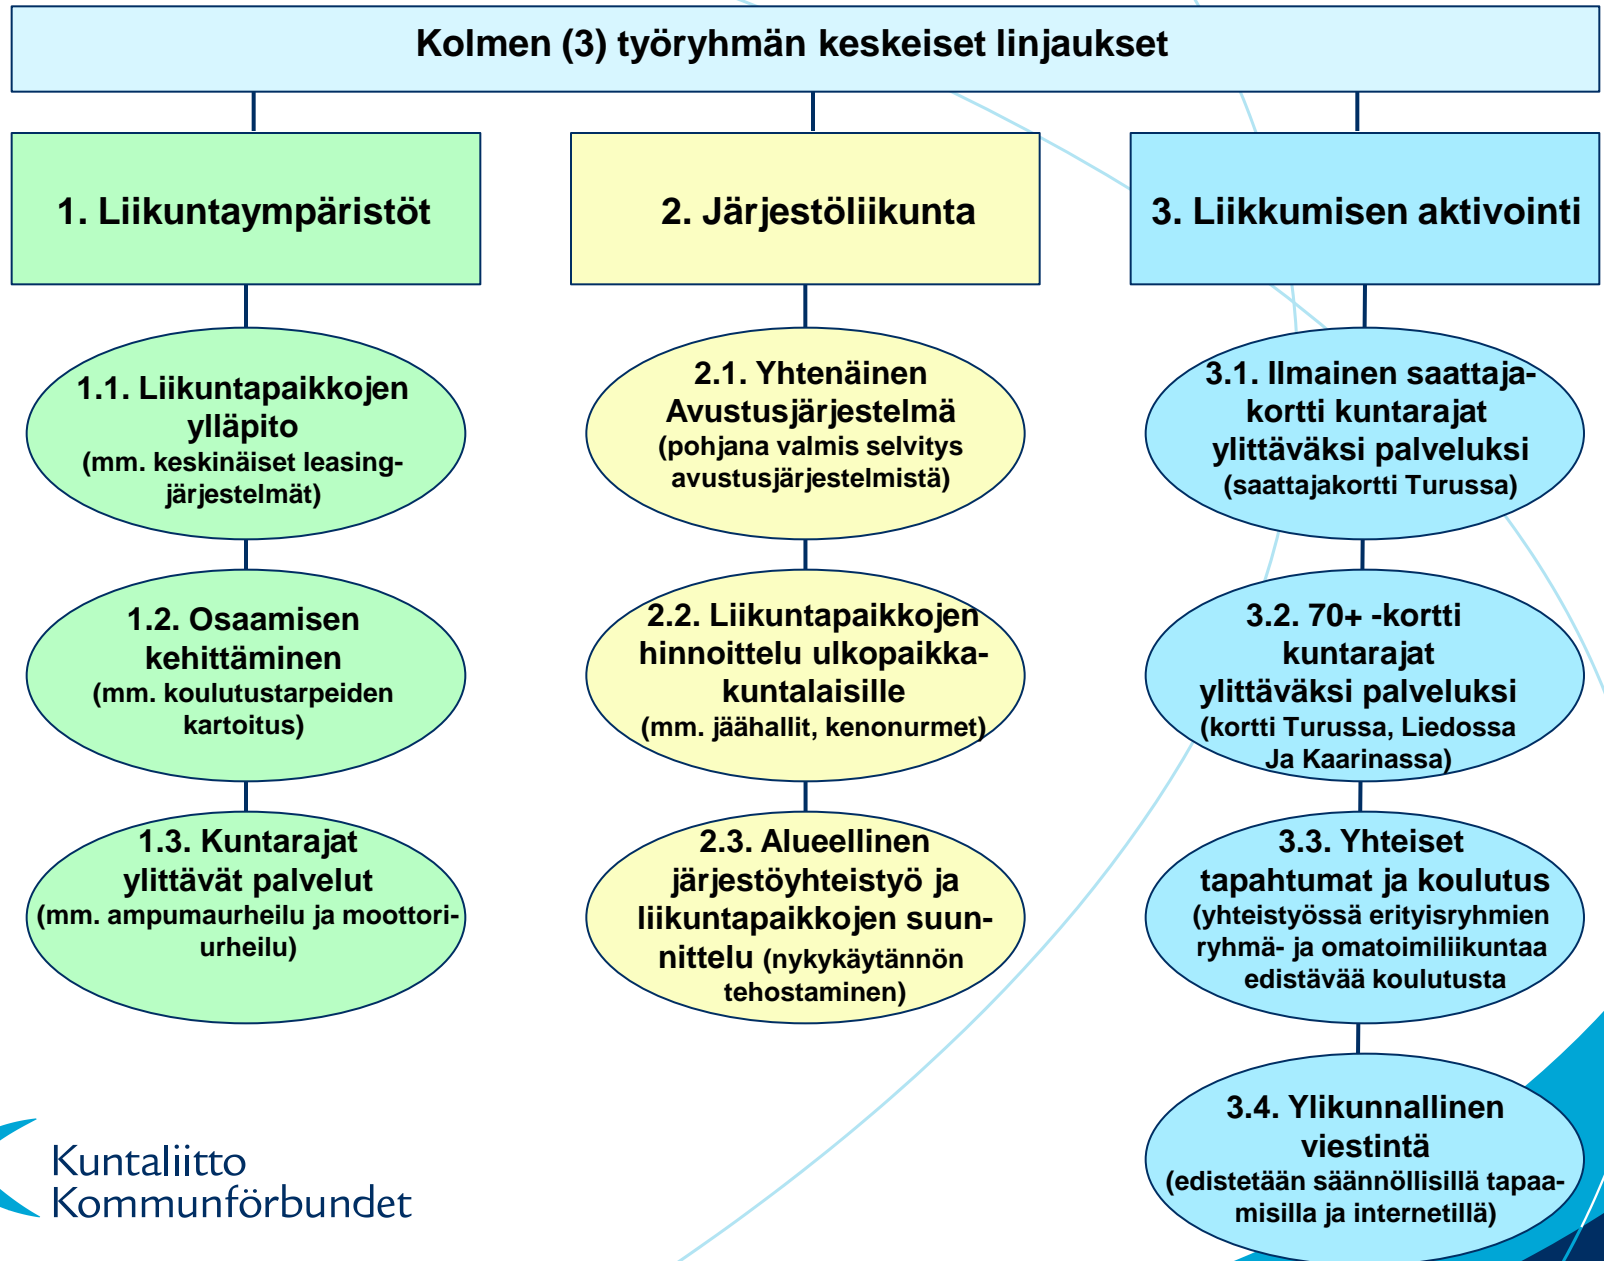 Kolmen (3) työryhmän keskeiset linjaukset
1. Liikuntaympäristöt
1.1. Liikuntapaikkojen
ylläpito
(mm. keskinäiset leasing-
järjestelmät)
1.2. Osaamisen
kehittäminen
(mm. koulutustarpeiden
kartoitus)
1.3. Kuntarajat
ylittävät palvelut
(mm. ampumaurheilu ja moottori-
urheilu)
2. Järjestöliikunta
2.1. Yhtenäinen
Avustusjärjestelmä
(pohjana valmis selvitys
avustusjärjestelmistä)
2.2. Liikuntapaikkojen
hinnoittelu ulkopaikka-
kuntalaisille
(mm. jäähallit, kenonurmet)
2.3. Alueellinen
järjestöyhteistyö ja
liikuntapaikkojen suun-
nittelu (nykykäytännön
tehostaminen)
3. Liikkumisen aktivointi
3.1. Ilmainen saattaja-
kortti kuntarajat
ylittäväksi palveluksi
(saattajakortti Turussa)
3.2. 70+ -kortti
kuntarajat
ylittäväksi palveluksi
(kortti Turussa, Liedossa
Ja Kaarinassa)
3.3. Yhteiset
tapahtumat ja koulutus
(yhteistyössä erityisryhmien
ryhmä- ja omatoimiliikuntaa
edistävää koulutusta
3.4. Ylikunnallinen
viestintä
(edistetään säännöllisillä tapaa-
misilla ja internetillä)
Kuntaliitto
Kommunförbundet